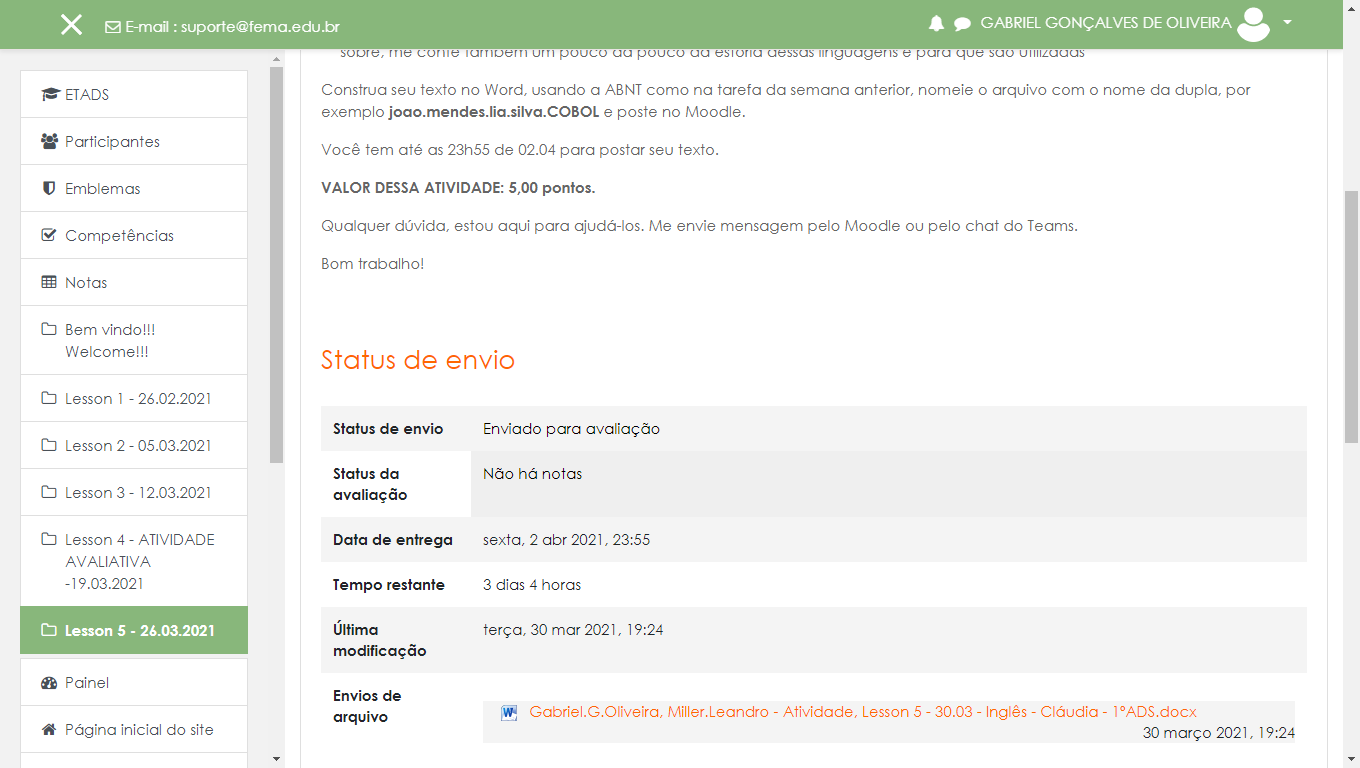 E-mail : suporte@fema.edu.br
GABRIEL GONÇALVES DE OLIVEIRA
ETADS
Participantes
Emblemas
Competências
Notas
Bem vindo!!!
Welcome!!!
Lesson 1 - 26.02.2021
Lesson 2 - 05.03.2021
Lesson 3 - 12.03.2021
Lesson 4 - ATIVIDADE
AVALIATIVA
-19.03.2021
Lesson 5 - 26.03.2021
Painel
Página inicial do site
sobre, me conte também um pouco da pouco da estória dessas linguagens e para que são utilizadas
Construa seu texto no Word, usando a ABNT como na tarefa da semana anterior, nomeie o arquivo com o nome da dupla, por
exemplo joao.mendes.lia.silva.COBOL e poste no Moodle.
Você tem até as 23h55 de 02.04 para postar seu texto.
VALOR DESSA ATIVIDADE: 5,00 pontos.
Qualquer dúvida, estou aqui para ajudá-los. Me envie mensagem pelo Moodle ou pelo chat do Teams.
Bom trabalho!
Status de envio
Status de envio Enviado para avaliação
Status da
avaliação
Não há notas
Data de entrega sexta, 2 abr 2021, 23:55
Tempo restante 3 dias 4 horas
Última
modificação
terça, 30 mar 2021, 19:24
Envios de
arquivo
Gabriel.G.Oliveira, Miller.Leandro - Atividade, Lesson 5 - 30.03 - Inglês - Cláudia - 1ºADS.docx
30 março 2021, 19:24